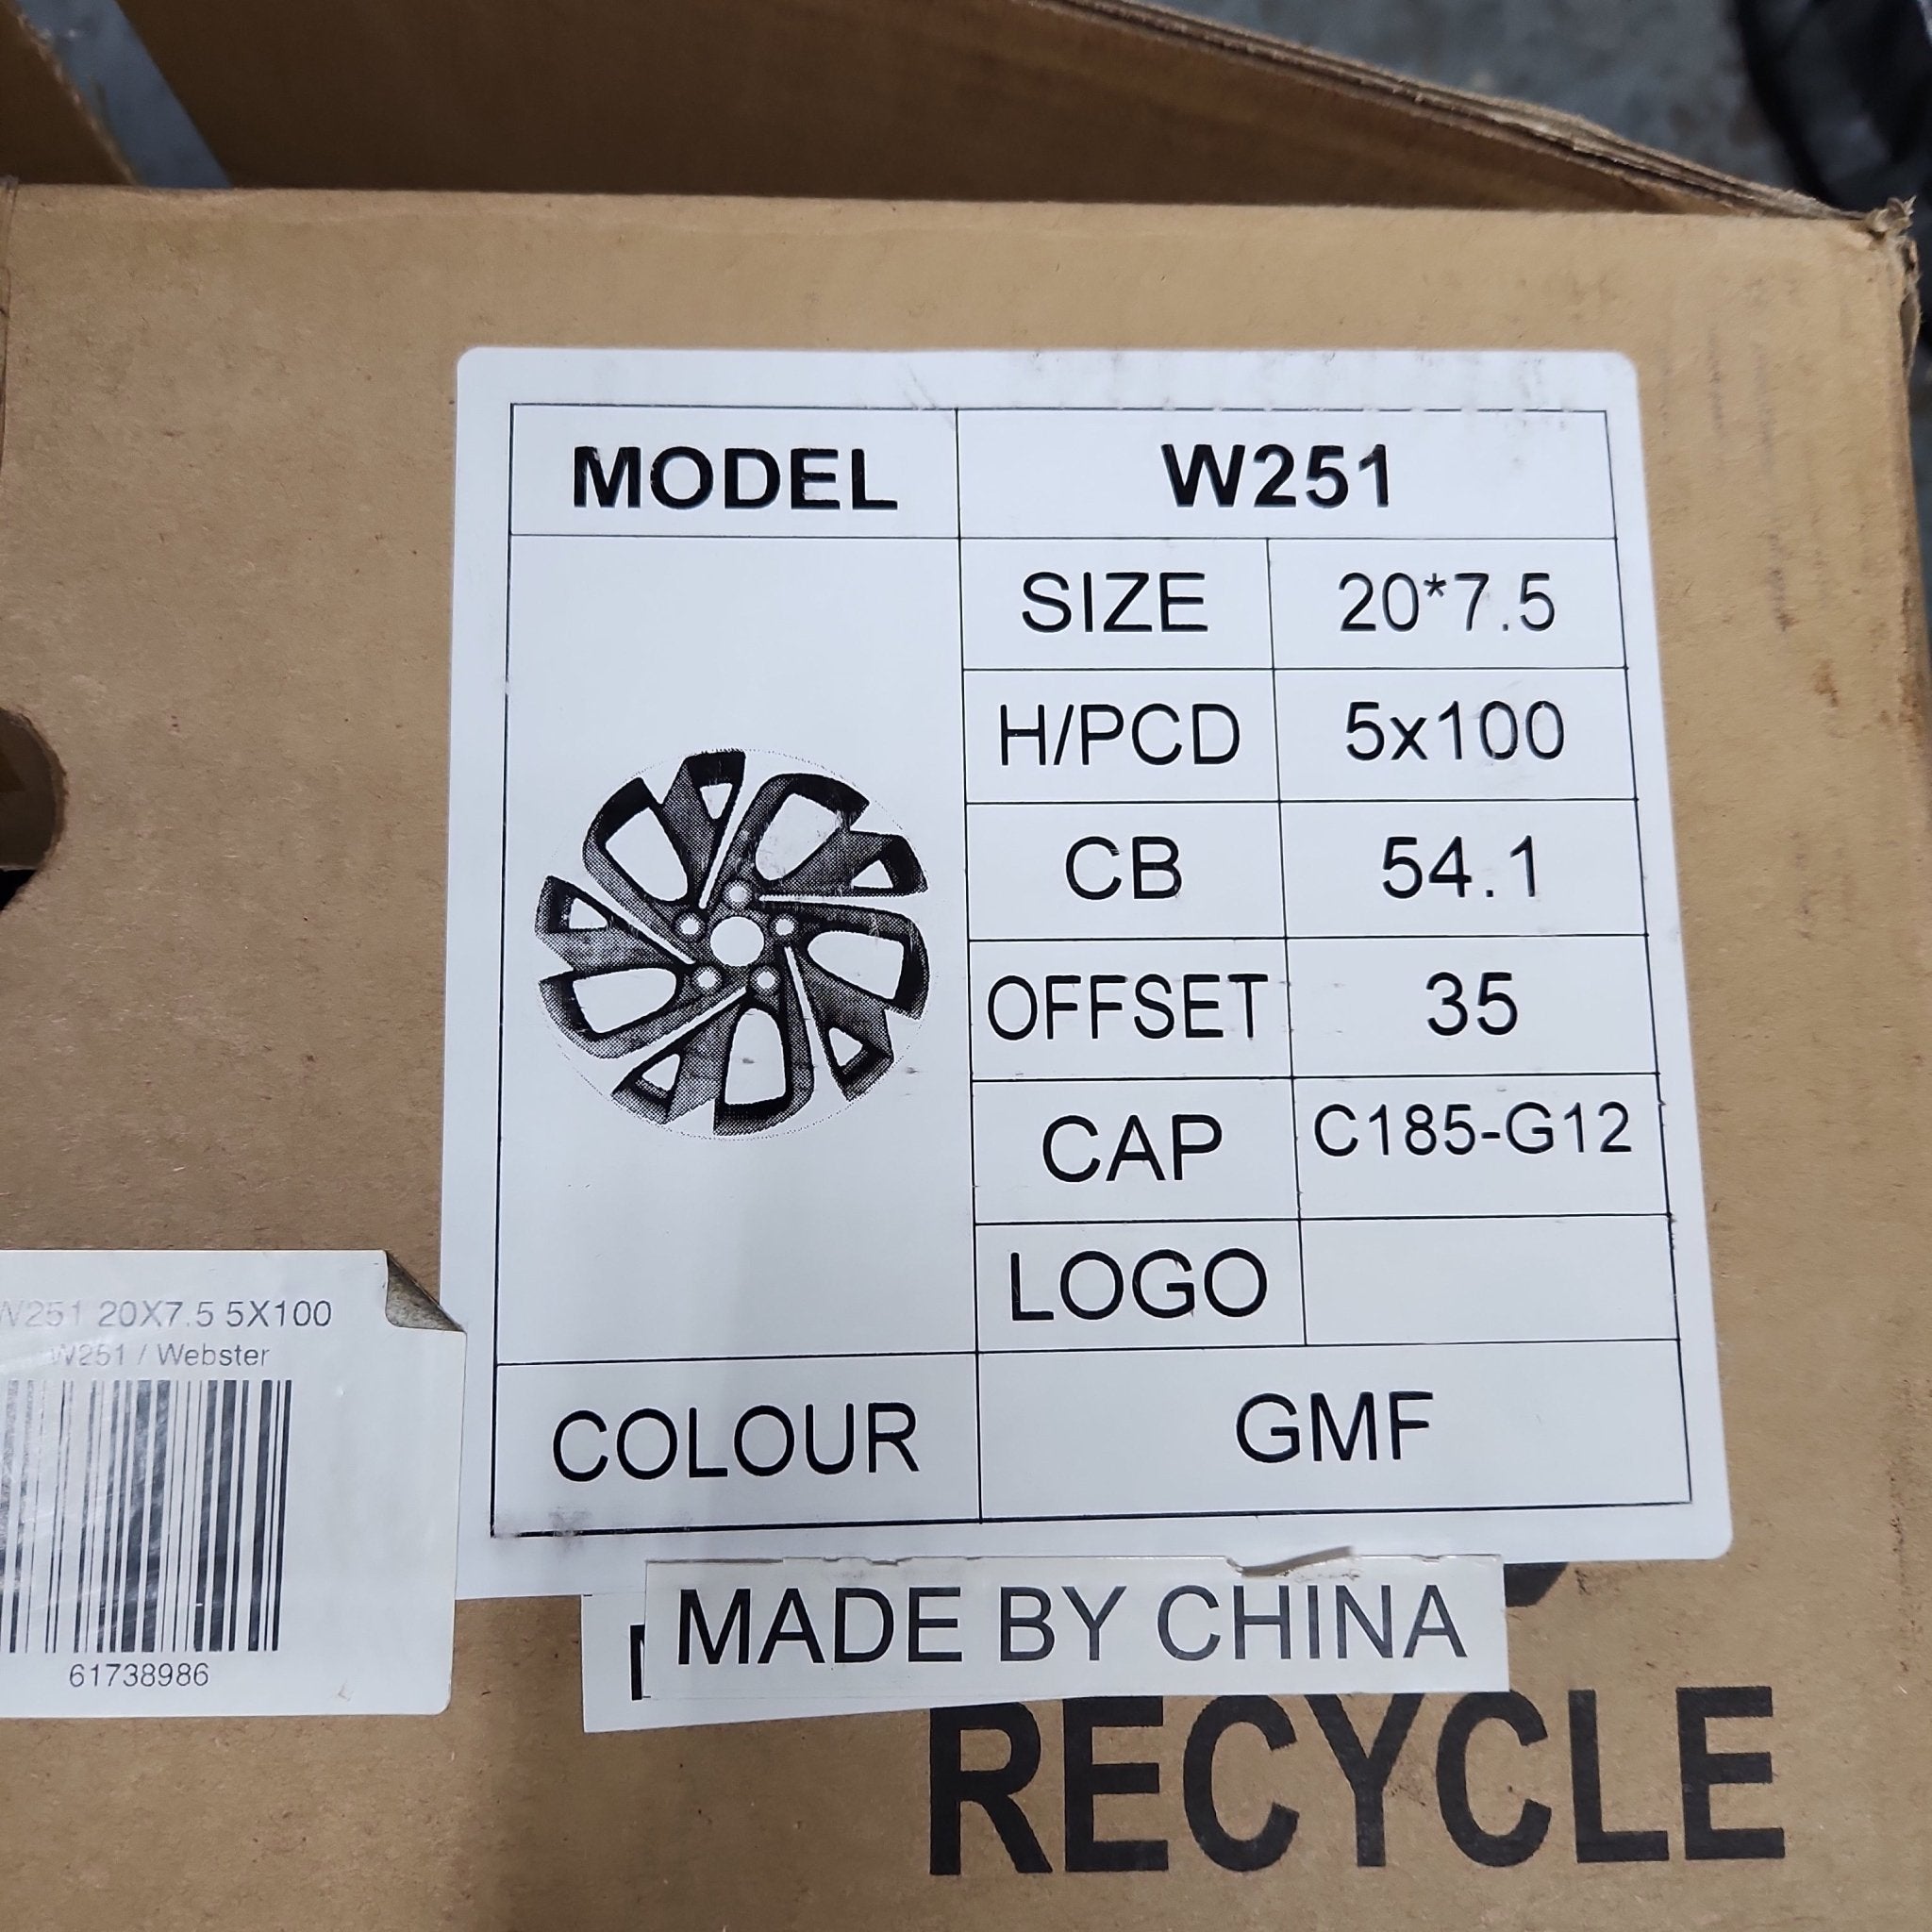 MODEL W251
SIZE 20*7.5
H/PCD 5x100
CB 54.1
OFFSET 35
CAP C185-G12
LOGO
COLOUR GMF
W251 20X7.5 5X100
W251 / Webster
61738986
MADE BY CHINA
RECYCLE